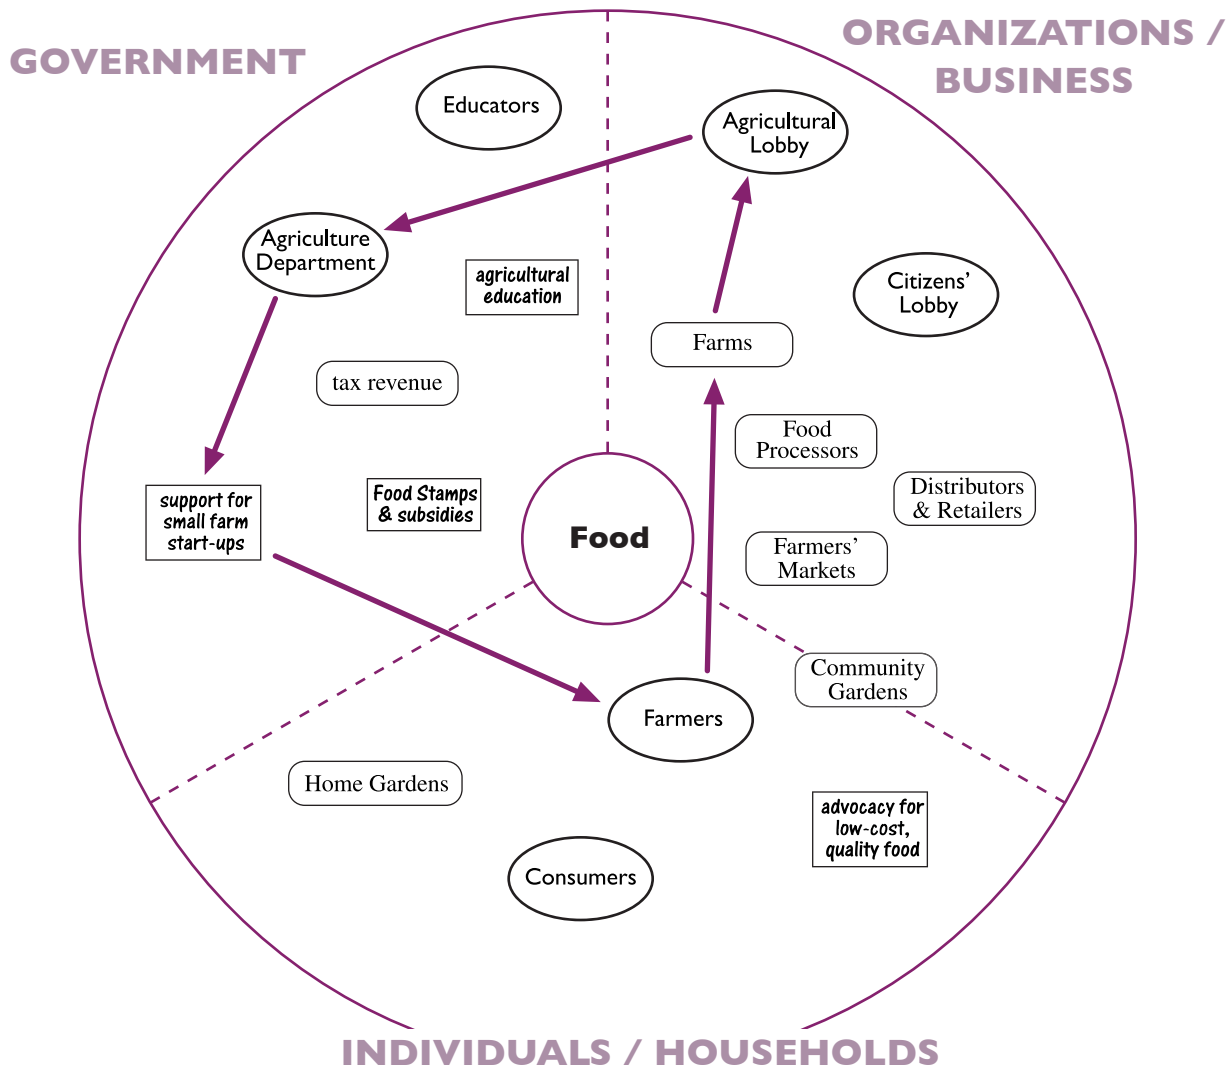 GOVERNMENT
ORGANIZATIONS /
BUSINESS
Educators
Agricultural
Lobby
Agriculture
Department
agricultural
education
Citizens’
Lobby
Farms
tax revenue
Food
Processors
support for
small farm
start-ups
Food Stamps
& subsidies
Distributors
& Retailers
Food
Farmers’
Markets
Community
Gardens
Farmers
Home Gardens
advocacy for
low-cost,
quality food
Consumers
INDIVIDUALS / HOUSEHOLDS